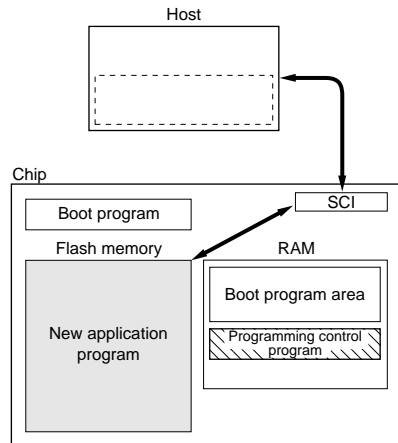 Host
Chip
SCI
Boot program
Flash memory
RAM
Boot program area
New application
program
Programming control
program